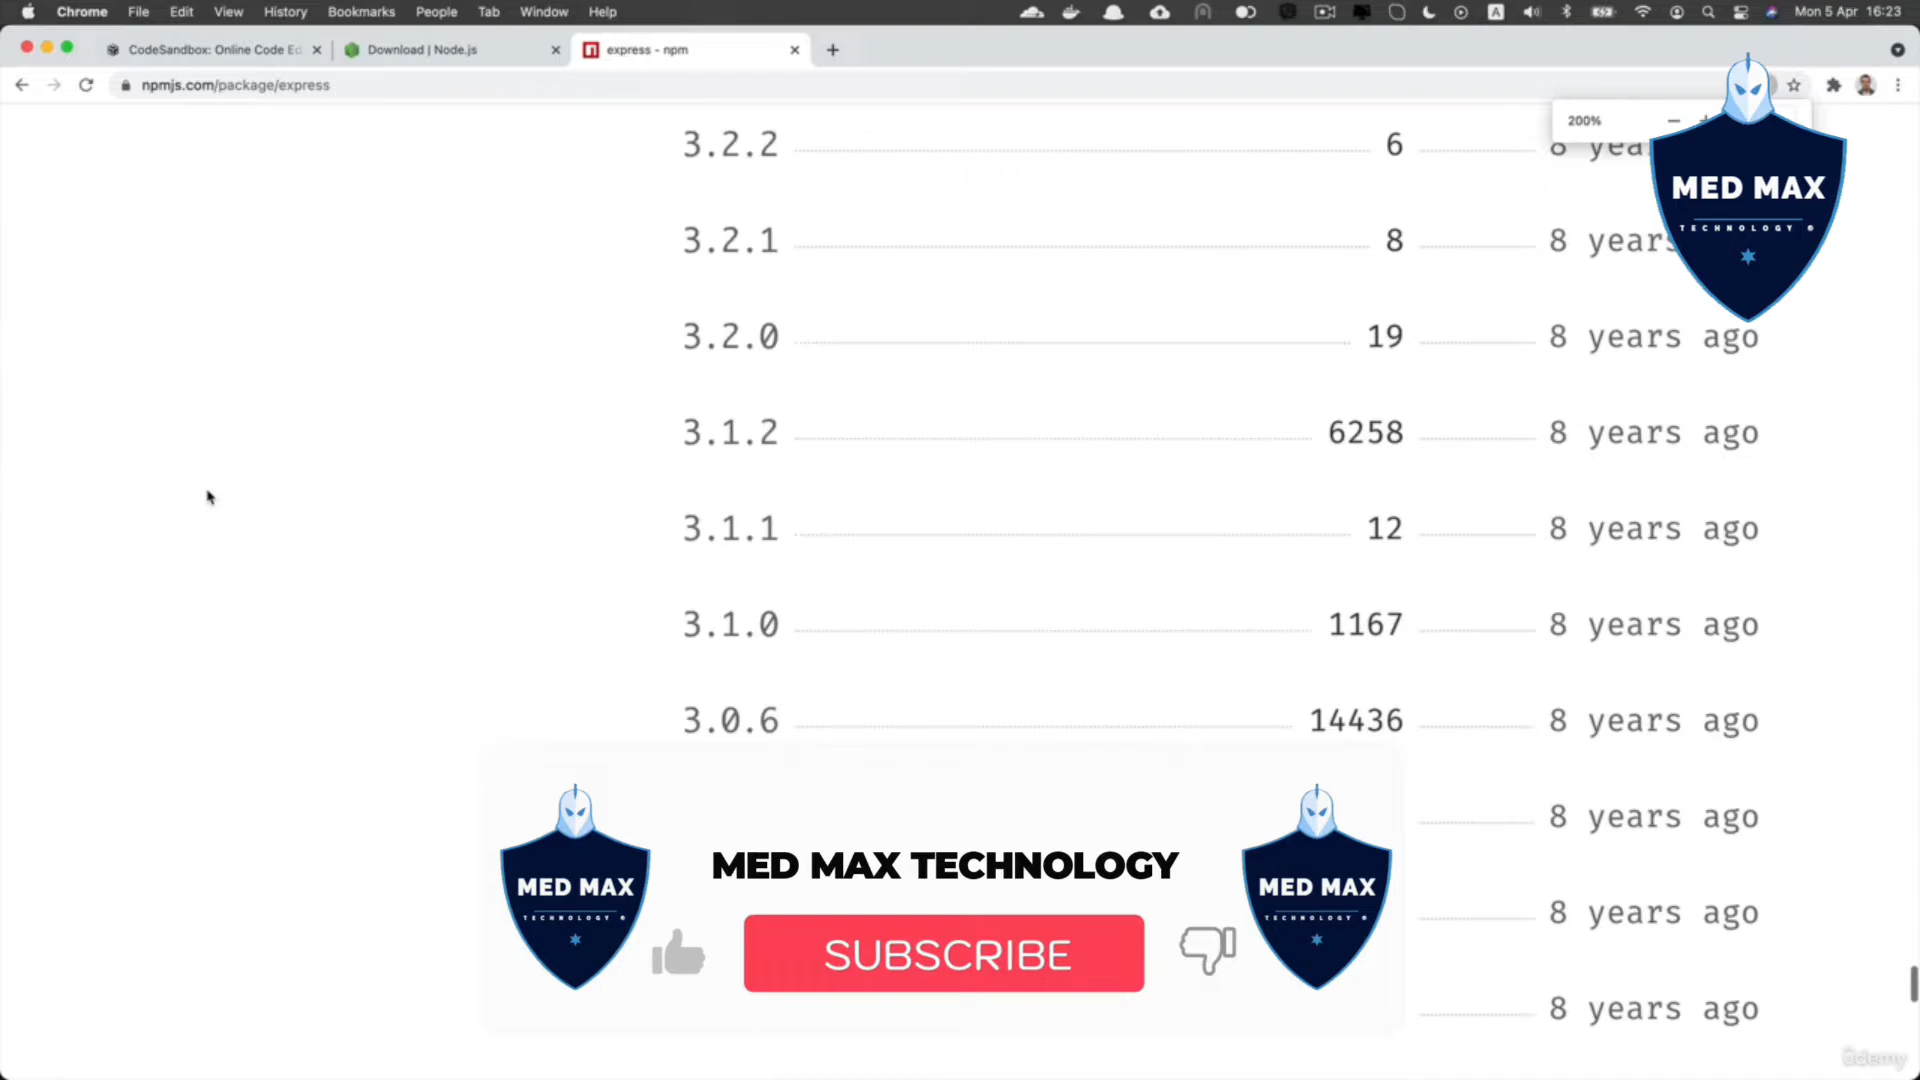 Chrome File Edit View History Bookmarks People Tab Window Help Mon 5 Apr 16:23
CodeSandbox: Online Code Ed Download | Node.js express - npm
npmjs.com/package/express
200%
3.2.2 6 8 yea
3.2.1 8 8 years
3.2.0 19 8 years ago
3.1.2 6258 8 years ago
3.1.1 12 8 years ago
3.1.0 1167 8 years ago
3.0.6 14436 8 years ago
8 years ago
8 years ago
8 years ago
MED MAX
TECHNOLOGY ®
MED MAX
TECHNOLOGY ®
MED MAX TECHNOLOGY
SUBSCRIBE
MED MAX
TECHNOLOGY ®
ûdemy